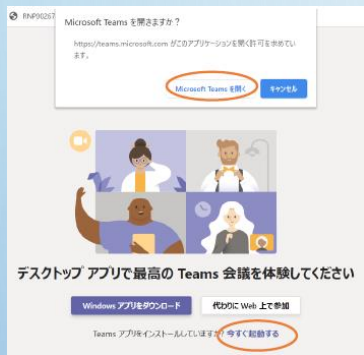 RNP90267
Microsoft Teams を開きますか？
https://teams.microsoft.com がこのアプリケーションを開く許可を求めてい
ます。
Microsoft Teams を開く キャンセル
デスクトップ アプリで最高の Teams 会議を体験してください
Windows アプリをダウンロード 代わりに Web 上で参加
Teams アプリをインストールしていますか? 今すぐ起動する